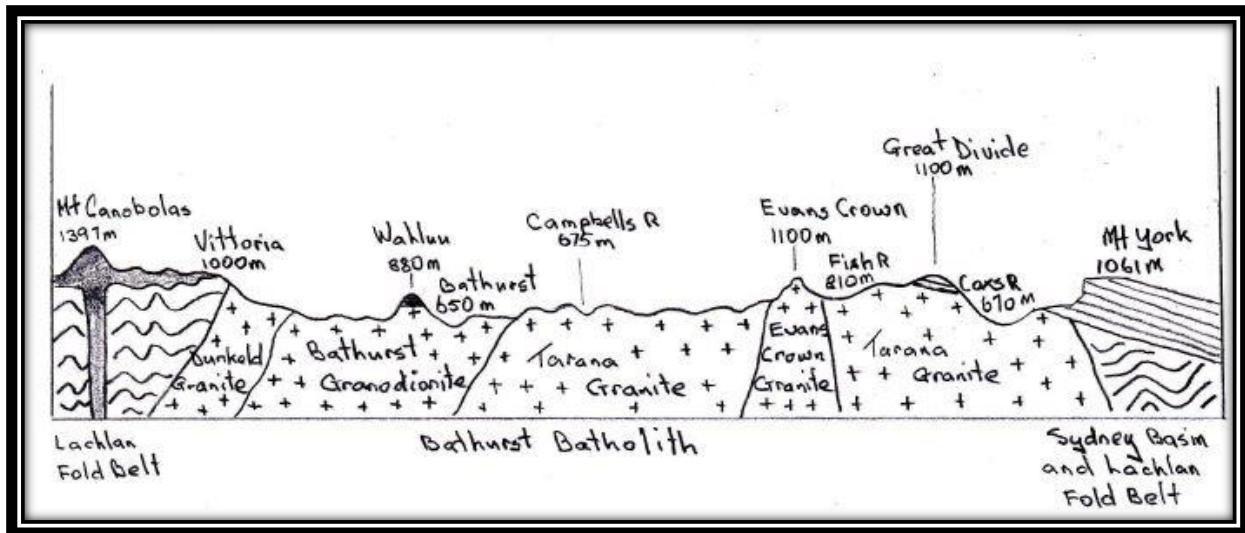 Mt Canobolas
1397m
Vittoria
1000m
Wahluu
880m
Bathurst
650m
Campbells R
675m
Evans Crown
1100m
Fish R
810m
Great Divide
1100m
Coxs R
670m
Mt York
1061m
Dunkeld
Granite
Bathurst
Granodiorite
Tarana
Granite
Evans
Crown
Granite
Tarana
Granite
Lachlan
Fold Belt
Bathurst Batholith
Sydney Basin
and Lachlan
Fold Belt